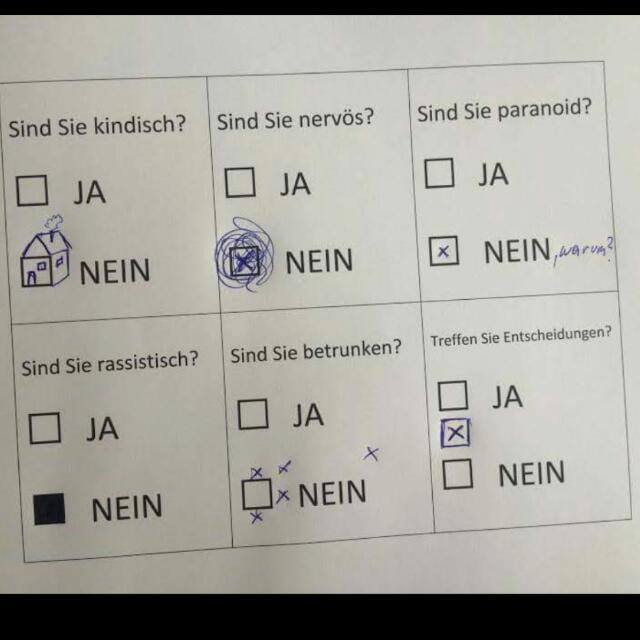 Sind Sie kindisch?
JA
NEIN
Sind Sie nervös?
JA
NEIN
Sind Sie paranoid?
JA
NEIN, warum?
Sind Sie rassistisch?
JA
NEIN
Sind Sie betrunken?
JA
NEIN
Treffen Sie Entscheidungen?
JA
NEIN